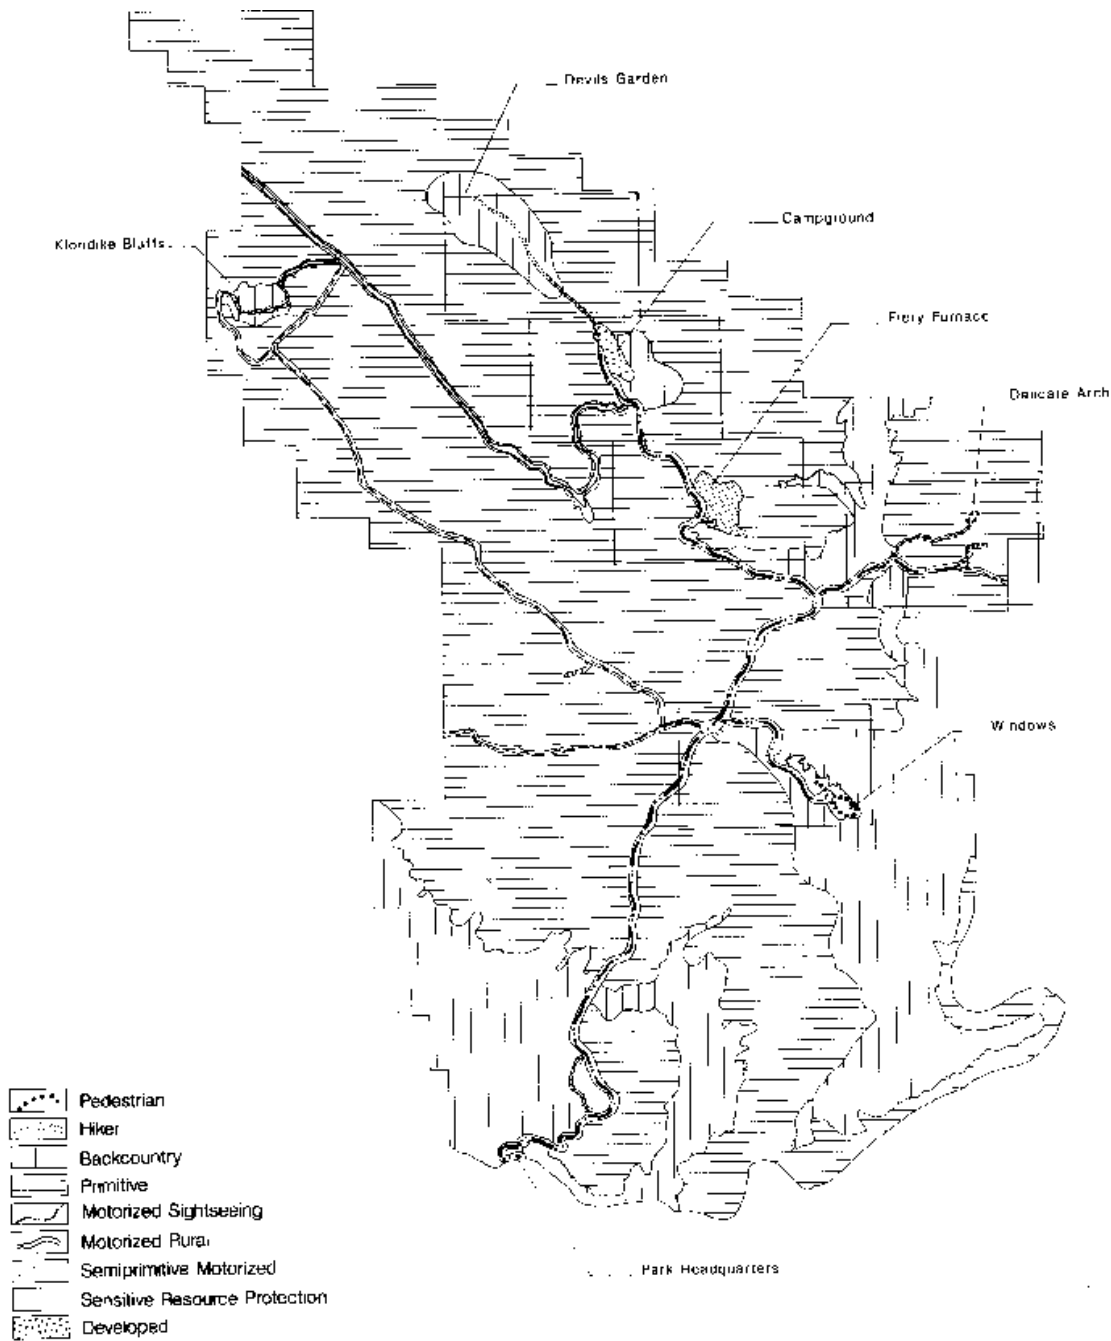 Devils Garden
Campground
Klondike Bluffs
Fiery Furnace
Delicate Arch
Windows
Pedestrian
Hiker
Backcountry
Primitive
Motorized Sightseeing
Motorized Rural
Semiprimitive Motorized
Sensitive Resource Protection
Developed
Park Headquarters